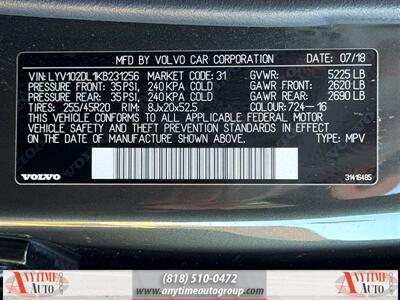 MFD BY VOLVO CAR CORPORATION DATE: 07/18
VIN: LYV102DL1KB231256 MARKET CODE: 31 GVWR: 5225 LB
PRESSURE FRONT: 35 PSI, 240 KPA COLD GAWR FRONT: 2620 LB
PRESSURE REAR: 35 PSI, 240 KPA COLD GAWR REAR: 2690 LB
TIRES: 255/45R20 RIM: 8Jx20x52.5 COLOUR: 724-16
THIS VEHICLE CONFORMS TO ALL APPLICABLE FEDERAL MOTOR
VEHICLE SAFETY AND THEFT PREVENTION STANDARDS IN EFFECT
ON THE DATE OF MANUFACTURE SHOWN ABOVE. TYPE: MPV
VOLVO 31416485
ANYTIME AUTO (818) 510-0472 ANYTIME AUTO
www.anytimeautogroup.com